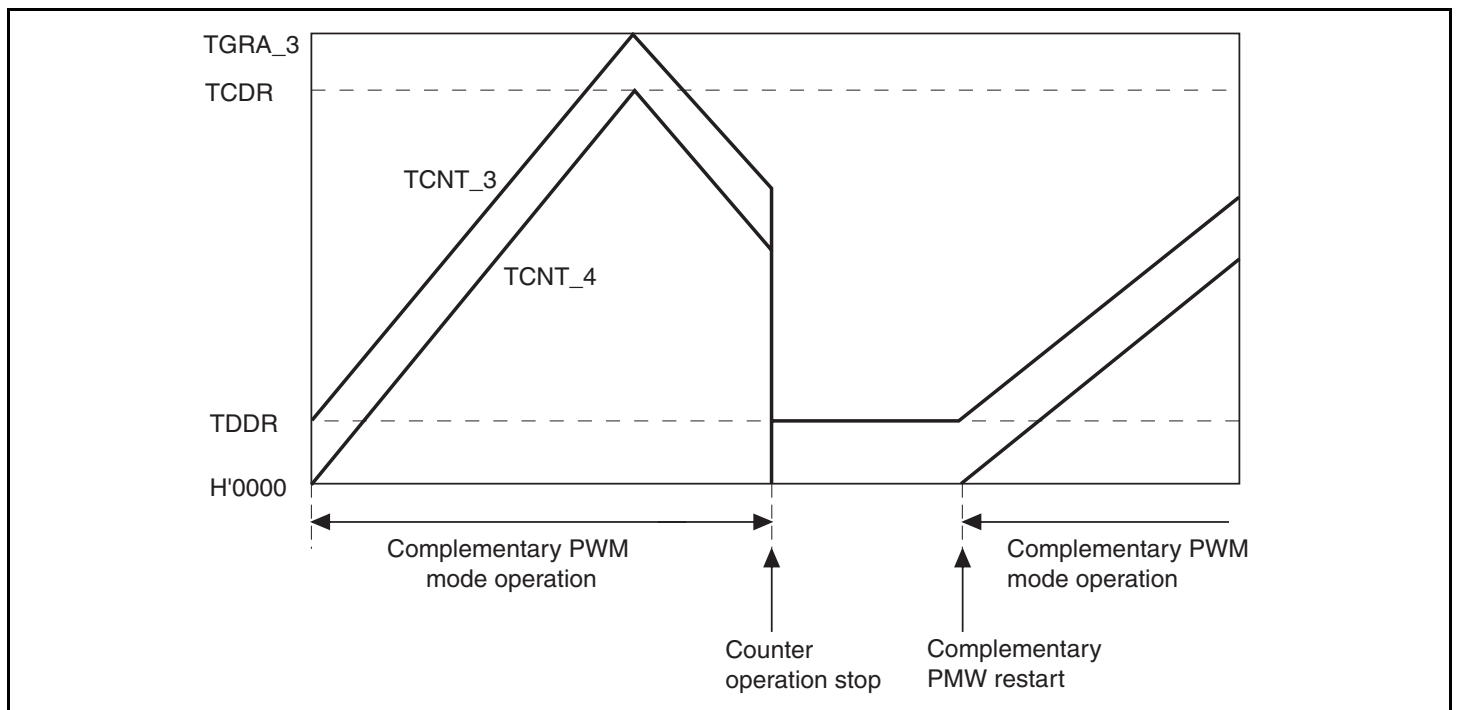 TGRA_3
TCDR
TCNT_3
TCNT_4
TDDR
H'0000
Complementary PWM
mode operation
Complementary PWM
mode operation
Counter
operation stop
Complementary
PMW restart